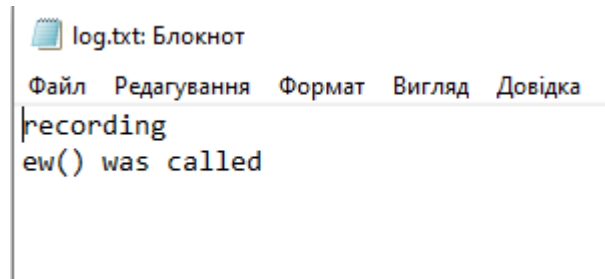 log.txt: Блокнот
Файл Редагування Формат Вигляд Довідка
recording
ew() was called